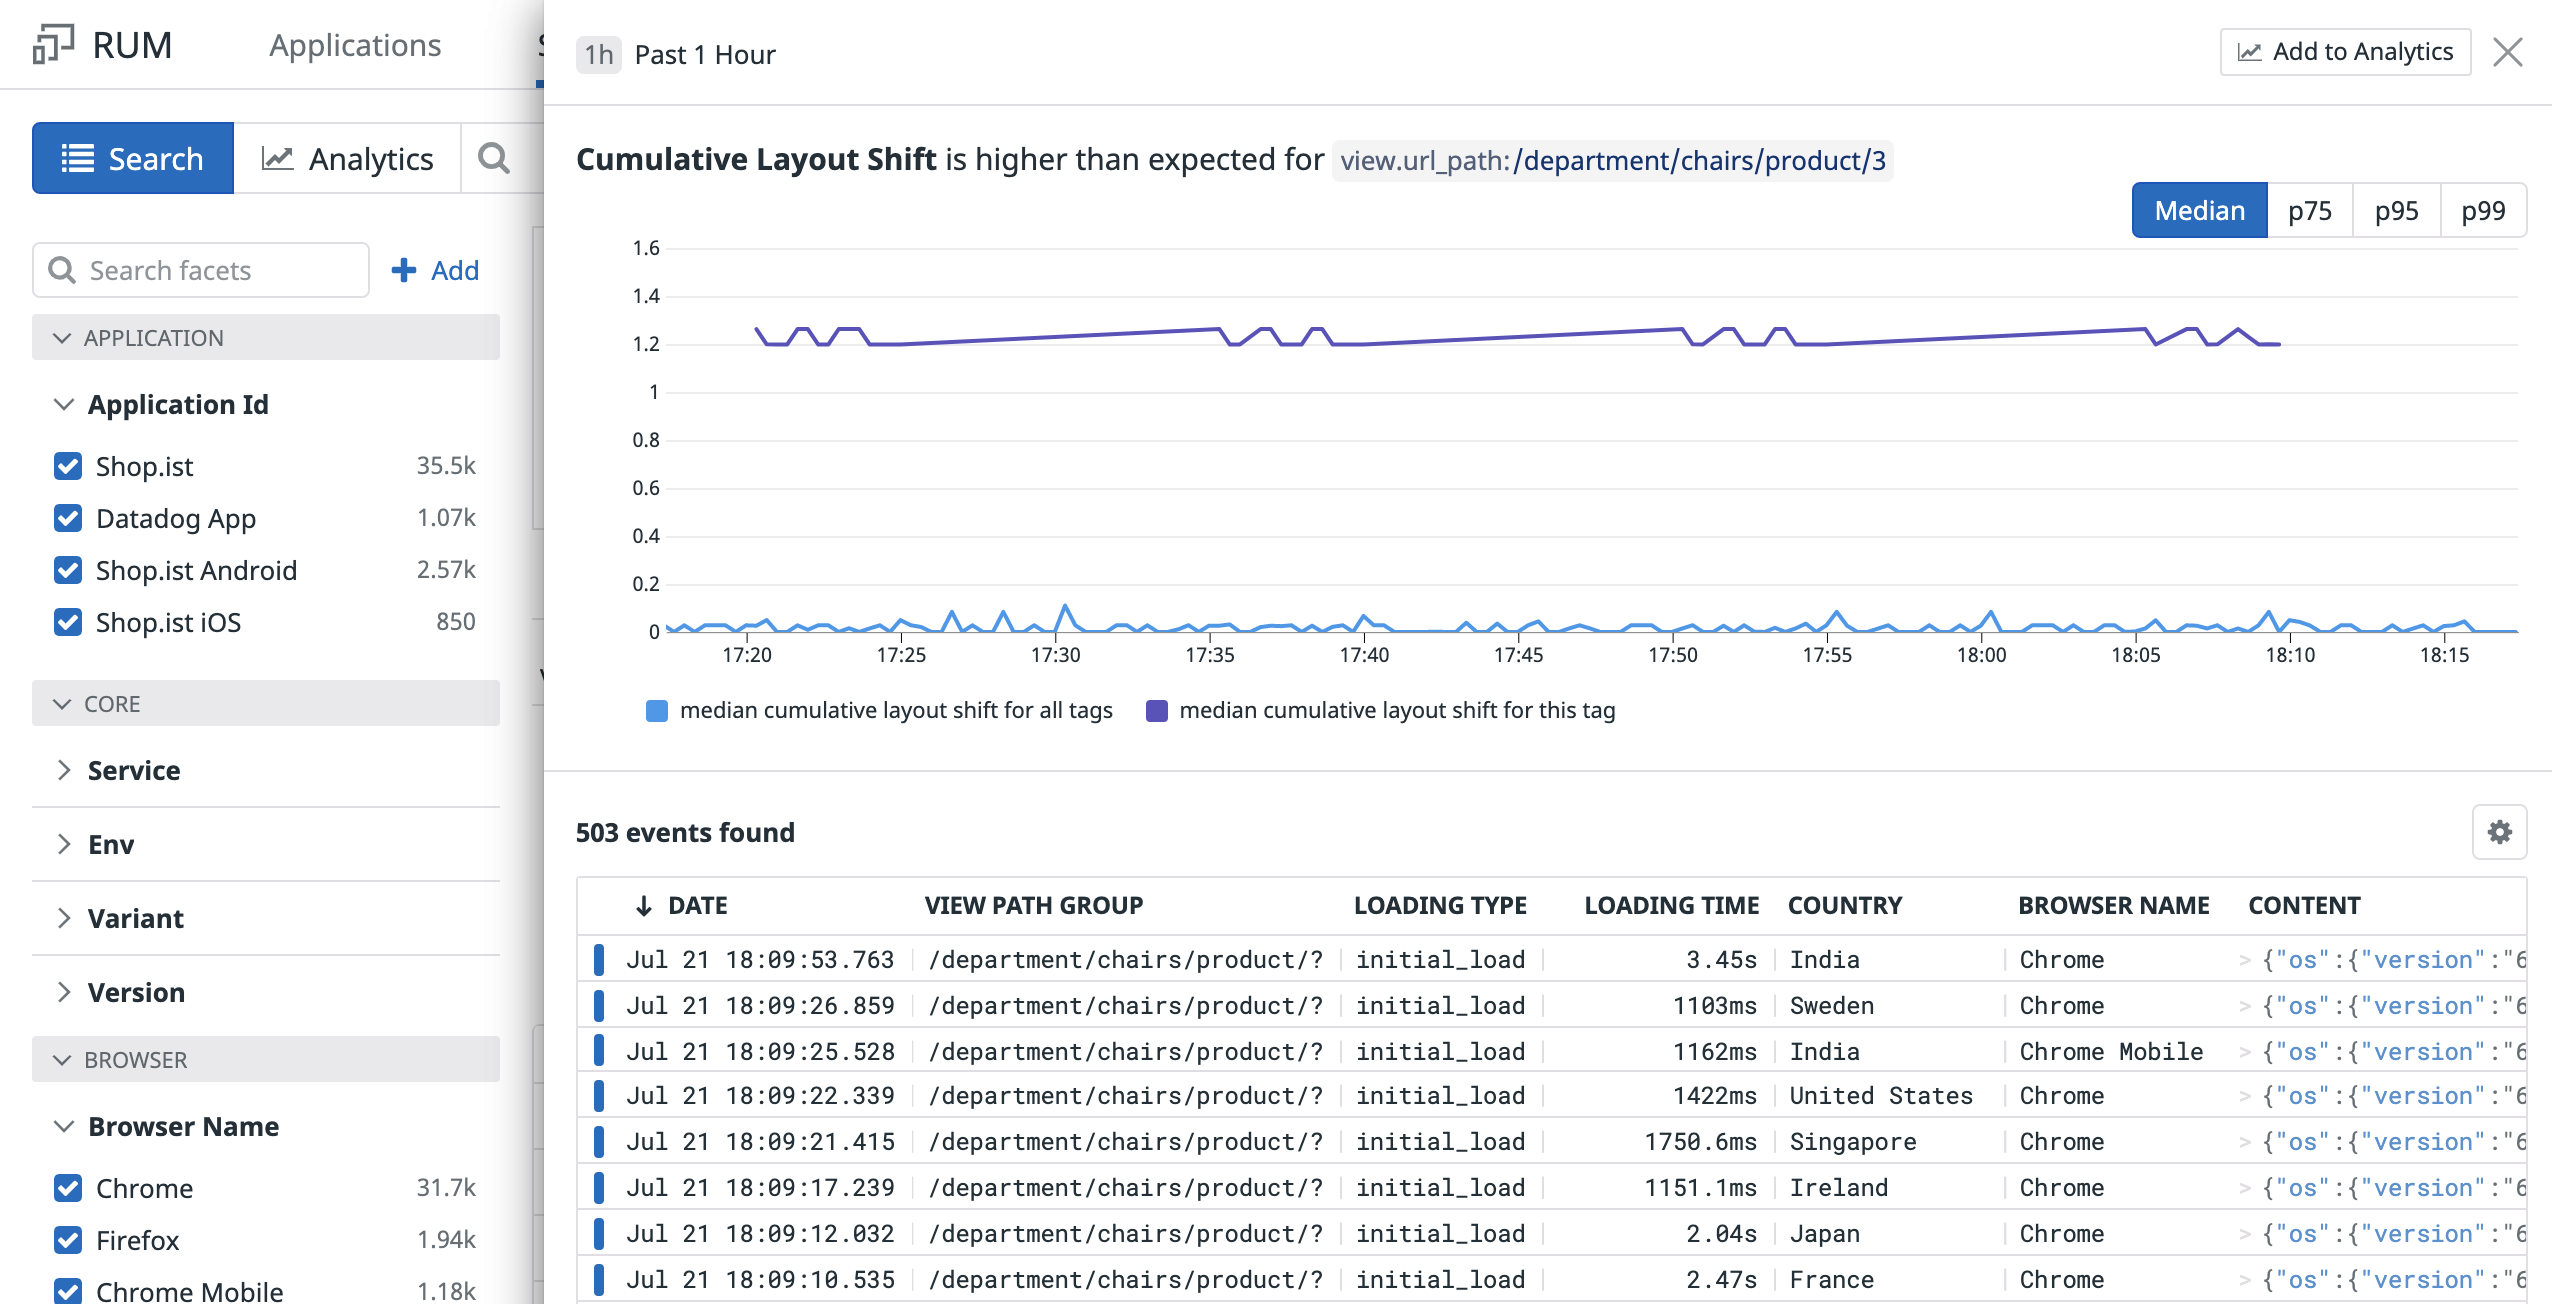 RUM Applications
Search Analytics
Search facets Add
APPLICATION
Application Id
Shop.ist 35.5k
Datadog App 1.07k
Shop.ist Android 2.57k
Shop.ist iOS 850
CORE
Service
Env
Variant
Version
BROWSER
Browser Name
Chrome 31.7k
Firefox 1.94k
Chrome Mobile 1.18k
1h Past 1 Hour Add to Analytics
Cumulative Layout Shift is higher than expected for view.url_path:/department/chairs/product/3
Median p75 p95 p99
1.6
1.4
1.2
1
0.8
0.6
0.4
0.2
0
17:20 17:25 17:30 17:35 17:40 17:45 17:50 17:55 18:00 18:05 18:10 18:15
median cumulative layout shift for all tags median cumulative layout shift for this tag
503 events found
DATE VIEW PATH GROUP LOADING TYPE LOADING TIME COUNTRY BROWSER NAME CONTENT
Jul 21 18:09:53.763 /department/chairs/product/? initial_load 3.45s India Chrome > {"os":{"version":"6
Jul 21 18:09:26.859 /department/chairs/product/? initial_load 1103ms Sweden Chrome > {"os":{"version":"6
Jul 21 18:09:25.528 /department/chairs/product/? initial_load 1162ms India Chrome Mobile > {"os":{"version":"6
Jul 21 18:09:22.339 /department/chairs/product/? initial_load 1422ms United States Chrome > {"os":{"version":"6
Jul 21 18:09:21.415 /department/chairs/product/? initial_load 1750.6ms Singapore Chrome > {"os":{"version":"6
Jul 21 18:09:17.239 /department/chairs/product/? initial_load 1151.1ms Ireland Chrome > {"os":{"version":"6
Jul 21 18:09:12.032 /department/chairs/product/? initial_load 2.04s Japan Chrome > {"os":{"version":"6
Jul 21 18:09:10.535 /department/chairs/product/? initial_load 2.47s France Chrome > {"os":{"version":"6